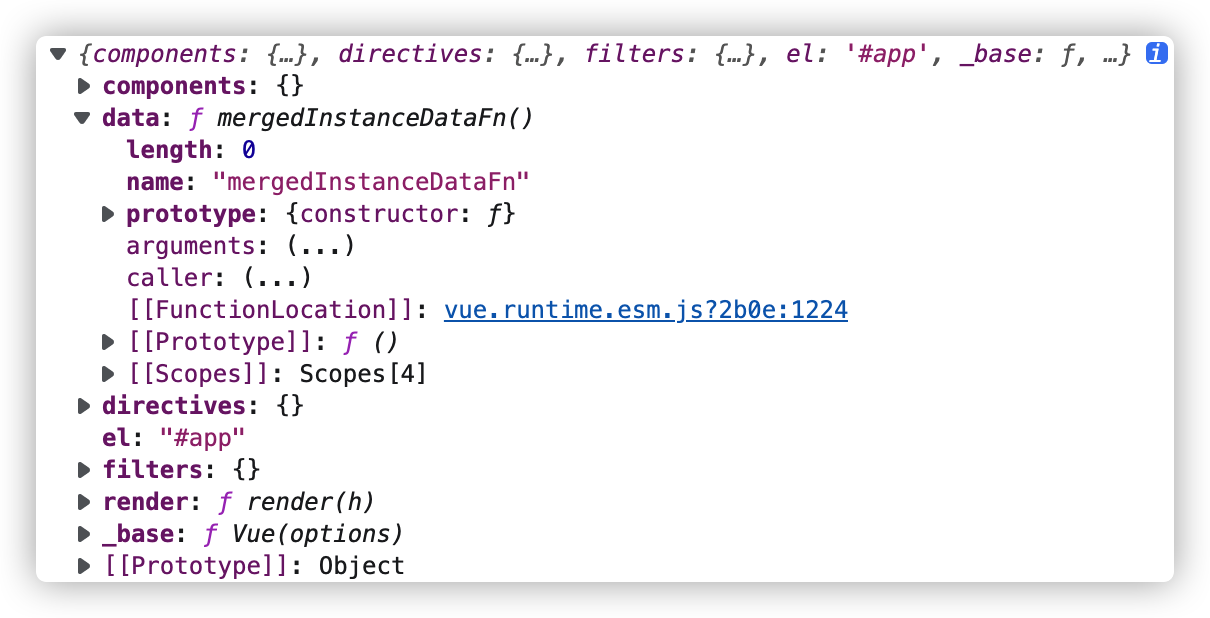 {components: {…}, directives: {…}, filters: {…}, el: '#app', _base: ƒ, …} i
components: {}
data: ƒ mergedInstanceDataFn()
length: 0
name: "mergedInstanceDataFn"
prototype: {constructor: ƒ}
arguments: (...)
caller: (...)
[[FunctionLocation]]: vue.runtime.esm.js?2b0e:1224
[[Prototype]]: ƒ ()
[[Scopes]]: Scopes[4]
directives: {}
el: "#app"
filters: {}
render: ƒ render(h)
_base: ƒ Vue(options)
[[Prototype]]: Object